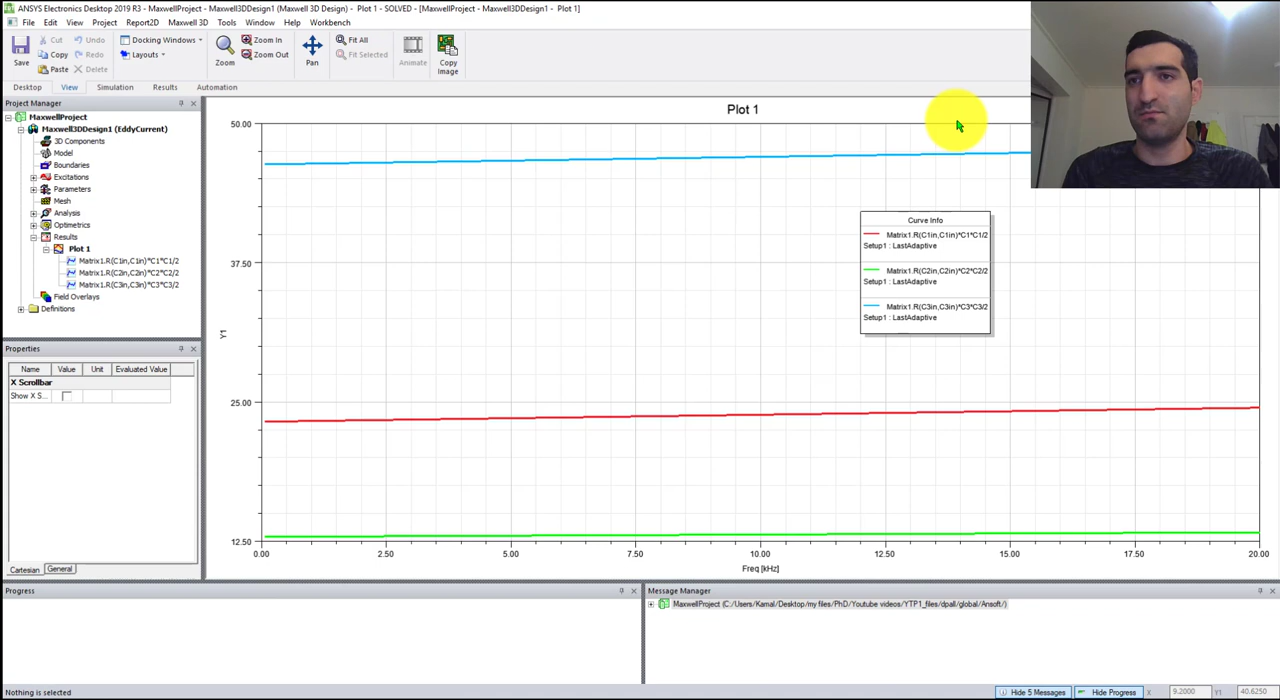 ANSYS Electronics Desktop 2019 R3 - MaxwellProject - Maxwell3DDesign1 (Maxwell 3D Design) - Plot 1 - SOLVED - [MaxwellProject - Maxwell3DDesign1 - Plot 1]
File Edit View Project Report2D Maxwell 3D Tools Window Help Workbench
Save
Cut Undo
Copy Redo
Paste Delete
Docking Windows
Layouts
Zoom
Zoom In
Zoom Out
Pan
Fit All
Fit Selected
Animate
Copy Image
Desktop View Simulation Results Automation
Project Manager
MaxwellProject
Maxwell3DDesign1 (EddyCurrent)
3D Components
Model
Boundaries
Excitations
Parameters
Mesh
Analysis
Optimetrics
Results
Plot 1
Matrix1.R(C1in,C1in)*C1*C1/2
Matrix1.R(C2in,C2in)*C2*C2/2
Matrix1.R(C3in,C3in)*C3*C3/2
Field Overlays
Definitions
Properties
Name Value Unit Evaluated Value
X Scrollbar
Show X S...
Cartesian General
Plot 1
50.00
37.50
25.00
12.50
Y1
0.00 2.50 5.00 7.50 10.00 12.50 15.00 17.50 20.00
Freq [kHz]
Curve Info
Matrix1.R(C1in,C1in)*C1*C1/2
Setup1 : LastAdaptive
Matrix1.R(C2in,C2in)*C2*C2/2
Setup1 : LastAdaptive
Matrix1.R(C3in,C3in)*C3*C3/2
Setup1 : LastAdaptive
Progress
Message Manager
MaxwellProject (C:/Users/Kamal/Desktop/my files/PhD/Youtube videos/YTP1_files/dpall/global/Ansoft/)
Nothing is selected
Hide 5 Messages Hide Progress X 9.2000 Y1 40.6250